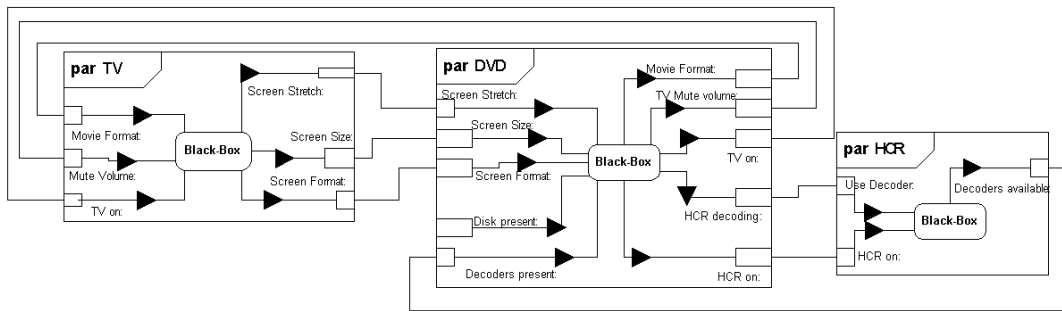 par TV
Screen Stretch:
Movie Format:
Black-Box
Screen Size:
Mute Volume:
Screen Format:
TV on:
par DVD
Movie Format:
Screen Stretch:
TV Mute volume:
Screen Size:
Black-Box
TV on:
Screen Format:
Disk present:
HCR decoding:
Decoders present:
HCR on:
par HCR
Use Decoder:
Decoders available:
Black-Box
HCR on: